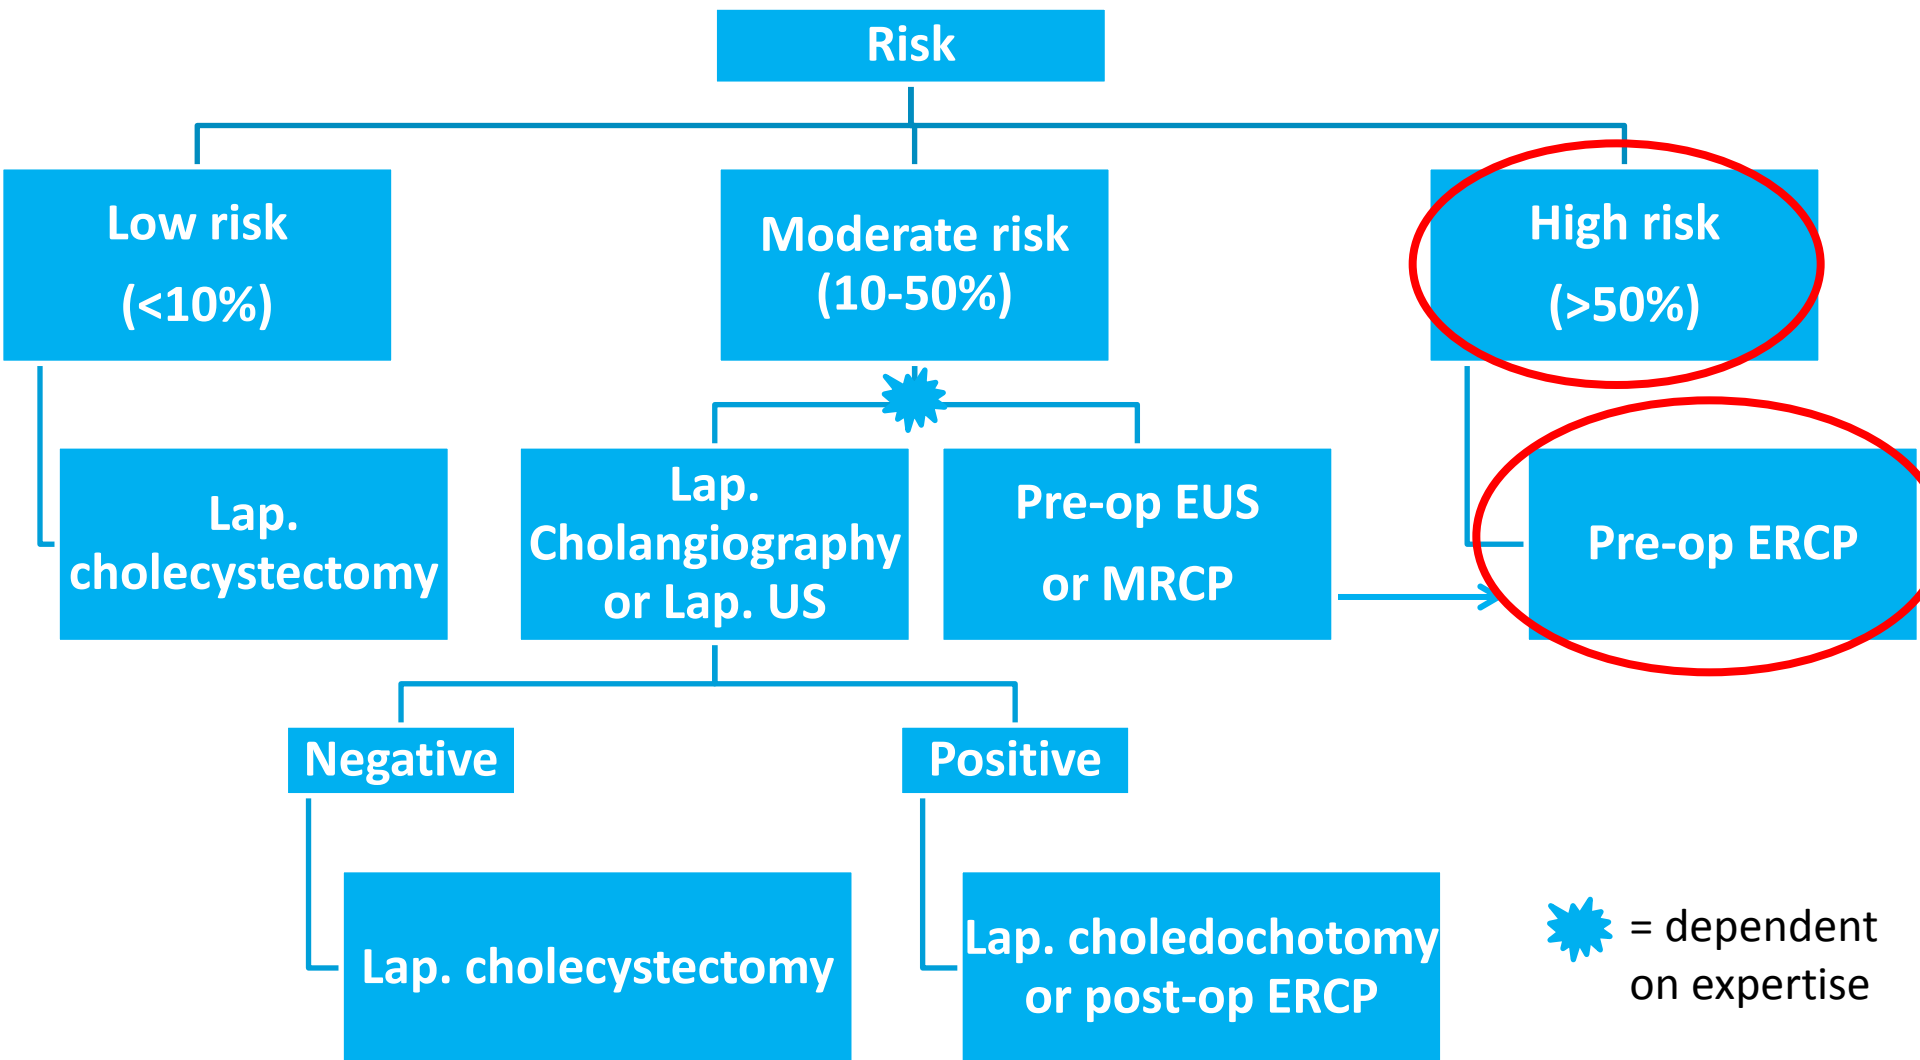 Risk
Low risk
(<10%)
Moderate risk
(10-50%)
High risk
(>50%)
Lap.
cholecystectomy
Lap.
Cholangiography
or Lap. US
Pre-op EUS
or MRCP
Pre-op ERCP
Negative
Positive
Lap. cholecystectomy
Lap. choledochotomy
or post-op ERCP
= dependent
on expertise